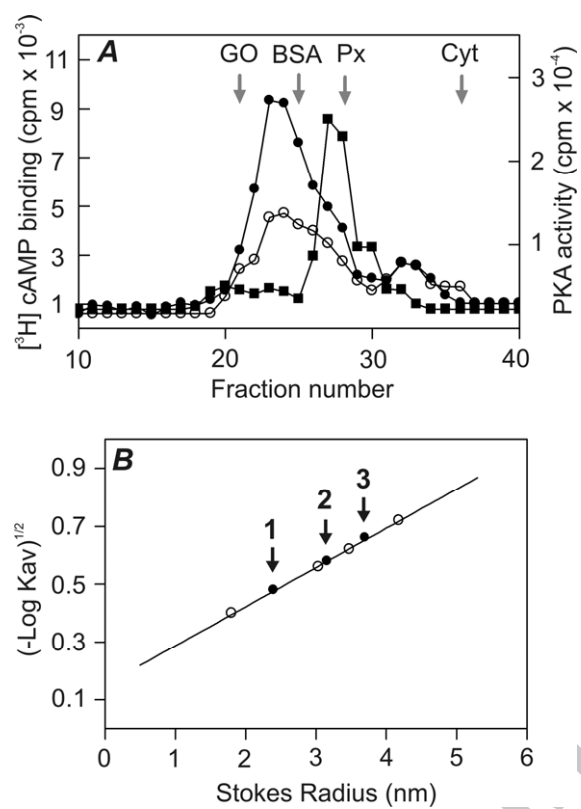 A
GO BSA Px Cyt
[³H] cAMP binding (cpm x 10⁻³)
11
9
7
5
3
1
PKA activity (cpm x 10⁻⁴)
3
2
1
10 20 30 40
Fraction number
B
(-Log Kav)¹ᐟ²
0.9
0.7
0.5
0.3
0.1
1
2
3
0 1 2 3 4 5 6
Stokes Radius (nm)